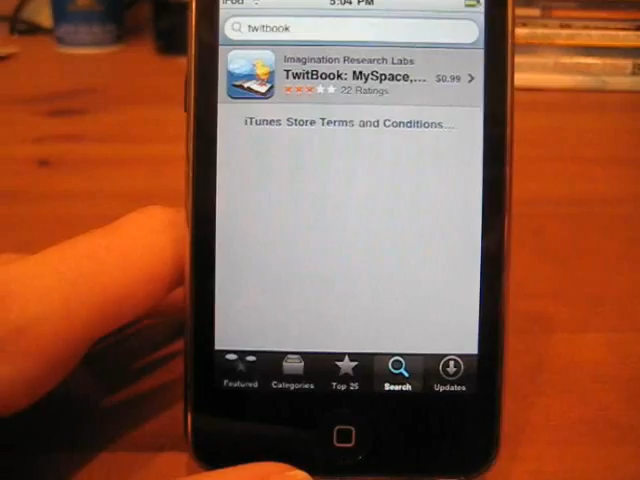 iPod 5:04 PM
twitbook
Imagination Research Labs
TwitBook: MySpace,... $0.99
22 Ratings
iTunes Store Terms and Conditions...
Featured Categories Top 25 Search Updates